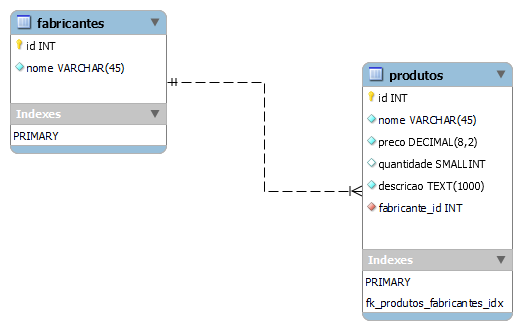 fabricantes
id INT
nome VARCHAR(45)
Indexes
PRIMARY
produtos
id INT
nome VARCHAR(45)
preco DECIMAL(8,2)
quantidade SMALLINT
descricao TEXT(1000)
fabricante_id INT
Indexes
PRIMARY
fk_produtos_fabricantes_idx